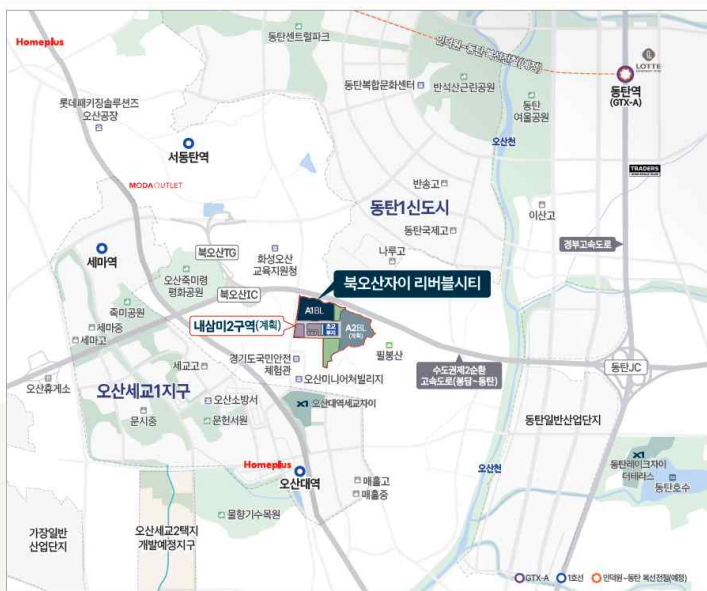 Homeplus
동탄센트럴파크
인덕원~동탄 복선전철(예정)
LOTTE
동탄역
(GTX-A)
동탄복합문화센터
반석산근린공원
동탄
여울공원
롯데패키징솔루션즈
오산공장
오산천
서동탄역
TRADERS
MODA OUTLET
반송고
동탄1신도시
이산고
동탄국제고
경부고속도로
세마역
북오산TG
화성오산
교육지원청
나루고
오산죽미령
평화공원
북오산IC
북오산자이 리버블시티
죽미공원
A1BL
내삼미2구역(계획)
초교
부지
A2BL
(계획)
세마중
세마고
필봉산
세교고
경기도국민안전
체험관
수도권제2순환
고속도로(봉담~동탄)
동탄JC
오산휴게소
오산미니어처빌리지
오산세교1지구
오산소방서
X1 오산대역세교자이
동탄일반산업단지
문지중
문헌서원
X1
동탄레이크자이
더테라스
Homeplus
오산대역
오산천
동탄호수
매홀고
매홀중
물향기수목원
가장일반
산업단지
오산세교2택지
개발예정지구
GTX-A 1호선 인덕원~동탄 복선전철(예정)